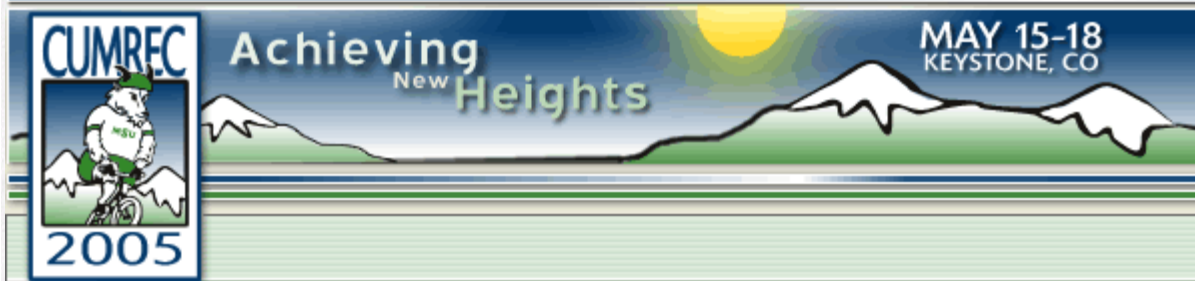 CUMREC
MSU
2005
Achieving
New Heights
MAY 15-18
KEYSTONE, CO